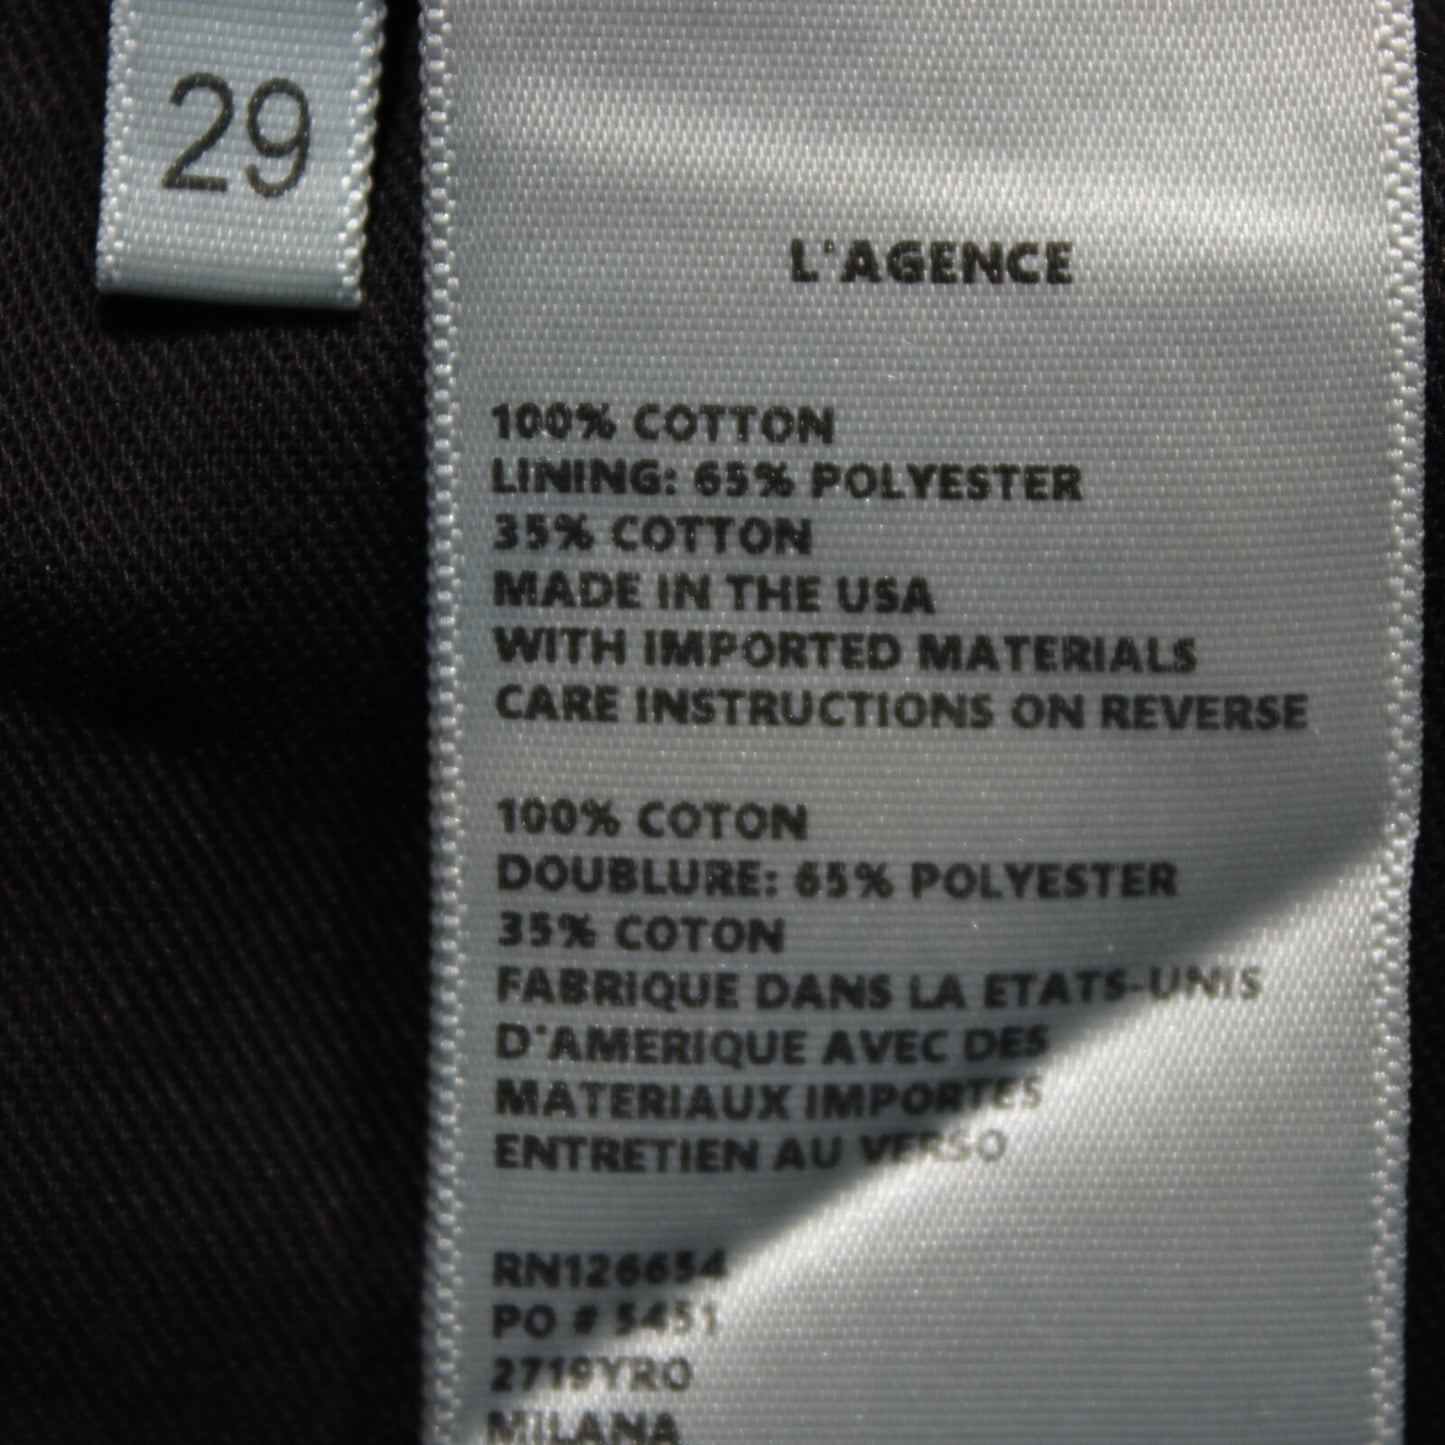 29
L'AGENCE
100% COTTON
LINING: 65% POLYESTER
35% COTTON
MADE IN THE USA
WITH IMPORTED MATERIALS
CARE INSTRUCTIONS ON REVERSE
100% COTON
DOUBLURE: 65% POLYESTER
35% COTON
FABRIQUE DANS LA ETATS-UNIS
D'AMERIQUE AVEC DES
MATERIAUX IMPORTES
ENTRETIEN AU VERSO
RN126654
PO # 5451
2719YRO
MILANA